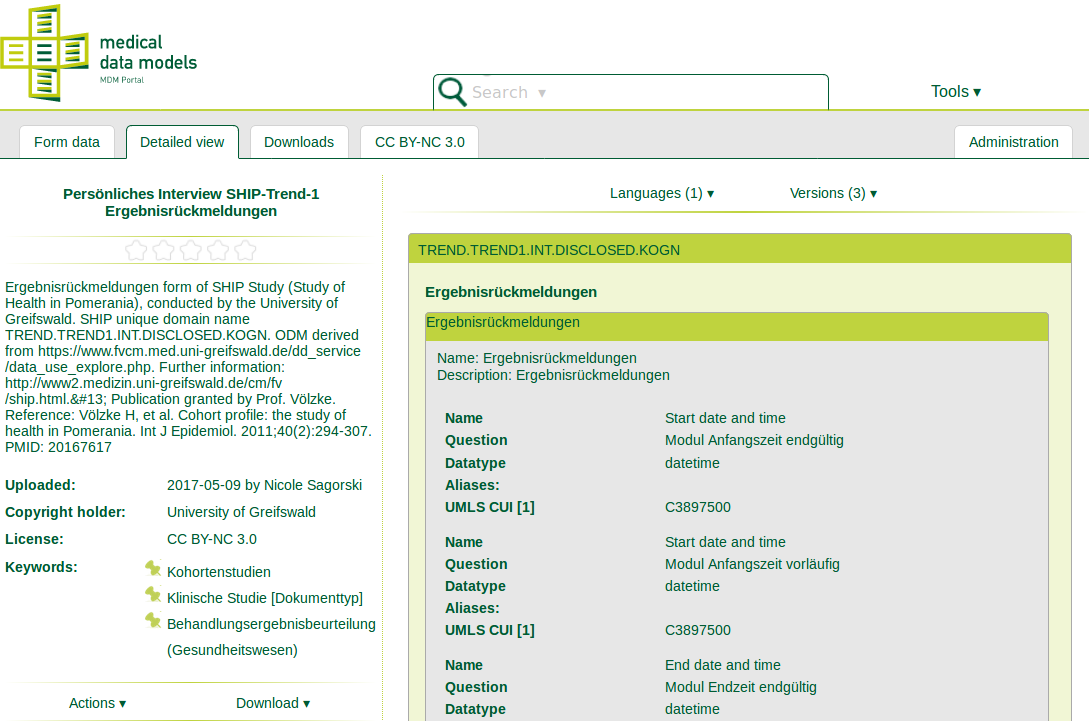 medical
data models
MDM Portal
Search ▾
Tools ▾
Form data
Detailed view
Downloads
CC BY-NC 3.0
Administration
Persönliches Interview SHIP-Trend-1
Ergebnisrückmeldungen
Ergebnisrückmeldungen form of SHIP Study (Study of
Health in Pomerania), conducted by the University of
Greifswald. SHIP unique domain name
TREND.TREND1.INT.DISCLOSED.KOGN. ODM derived
from https://www.fvcm.med.uni-greifswald.de/dd_service
/data_use_explore.php. Further information:
http://www2.medizin.uni-greifswald.de/cm/fv
/ship.html.&#13; Publication granted by Prof. Völzke.
Reference: Völzke H, et al. Cohort profile: the study of
health in Pomerania. Int J Epidemiol. 2011;40(2):294-307.
PMID: 20167617
Uploaded: 2017-05-09 by Nicole Sagorski
Copyright holder: University of Greifswald
License: CC BY-NC 3.0
Keywords: Kohortenstudien
Klinische Studie [Dokumenttyp]
Behandlungsergebnisbeurteilung
(Gesundheitswesen)
Actions ▾ Download ▾
Languages (1) ▾ Versions (3) ▾
TREND.TREND1.INT.DISCLOSED.KOGN
Ergebnisrückmeldungen
Ergebnisrückmeldungen
Name: Ergebnisrückmeldungen
Description: Ergebnisrückmeldungen
Name Start date and time
Question Modul Anfangszeit endgültig
Datatype datetime
Aliases:
UMLS CUI [1] C3897500
Name Start date and time
Question Modul Anfangszeit vorläufig
Datatype datetime
Aliases:
UMLS CUI [1] C3897500
Name End date and time
Question Modul Endzeit endgültig
Datatype datetime